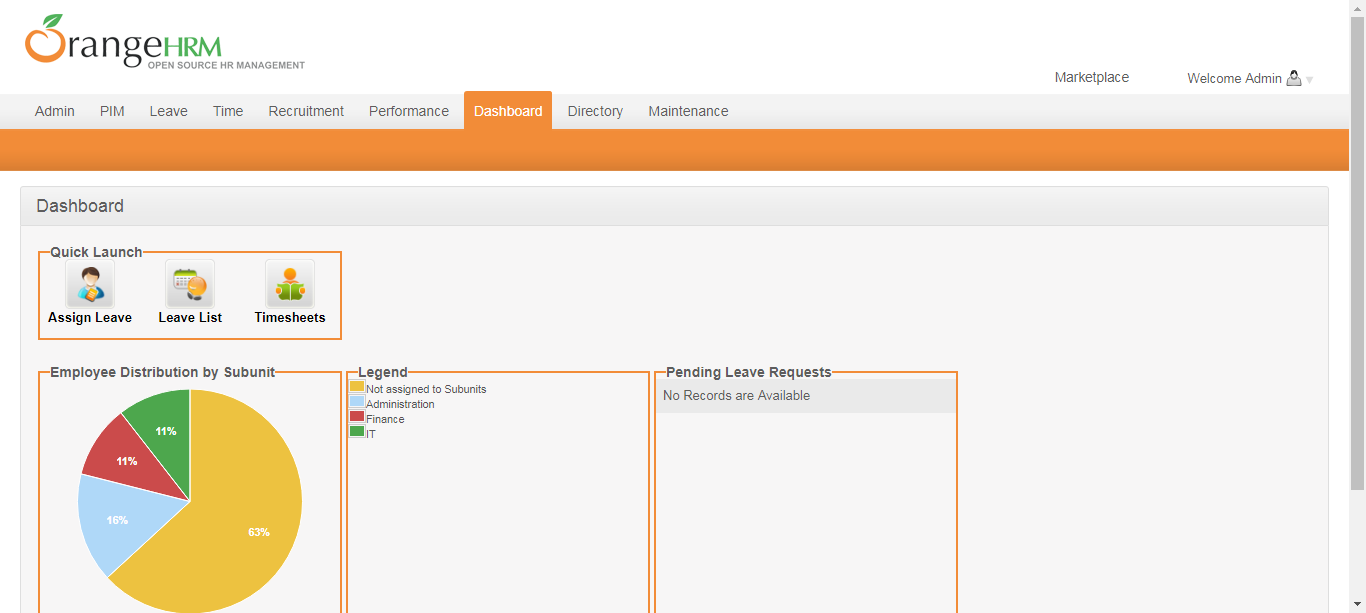 OrangeHRM
OPEN SOURCE HR MANAGEMENT
Marketplace
Welcome Admin
Admin PIM Leave Time Recruitment Performance Dashboard Directory Maintenance
Dashboard
Quick Launch
Assign Leave Leave List Timesheets
Employee Distribution by Subunit
11%
11%
16%
63%
Legend
Not assigned to Subunits
Administration
Finance
IT
Pending Leave Requests
No Records are Available